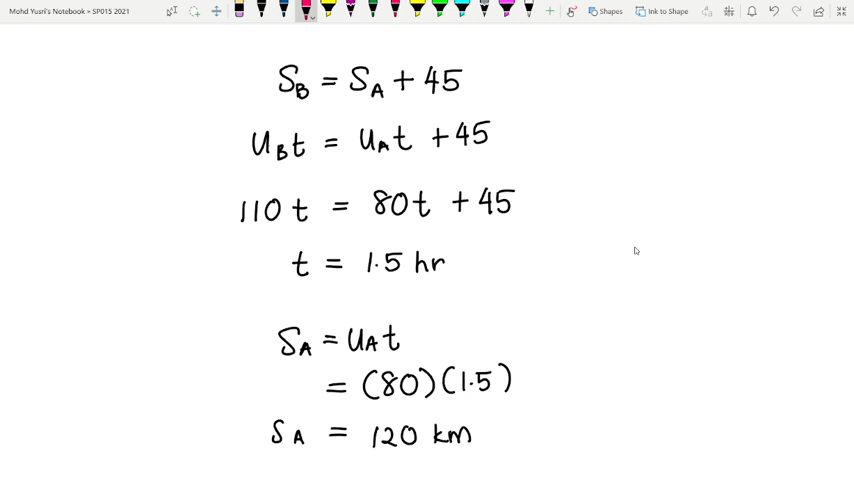 Mohd Yusri's Notebook » SP015 2021
Shapes
Ink to Shape
S_B = S_A + 45
u_B t = u_A t + 45
110 t = 80t + 45
t = 1.5 hr
S_A = u_A t
= (80)(1.5)
S_A = 120 km